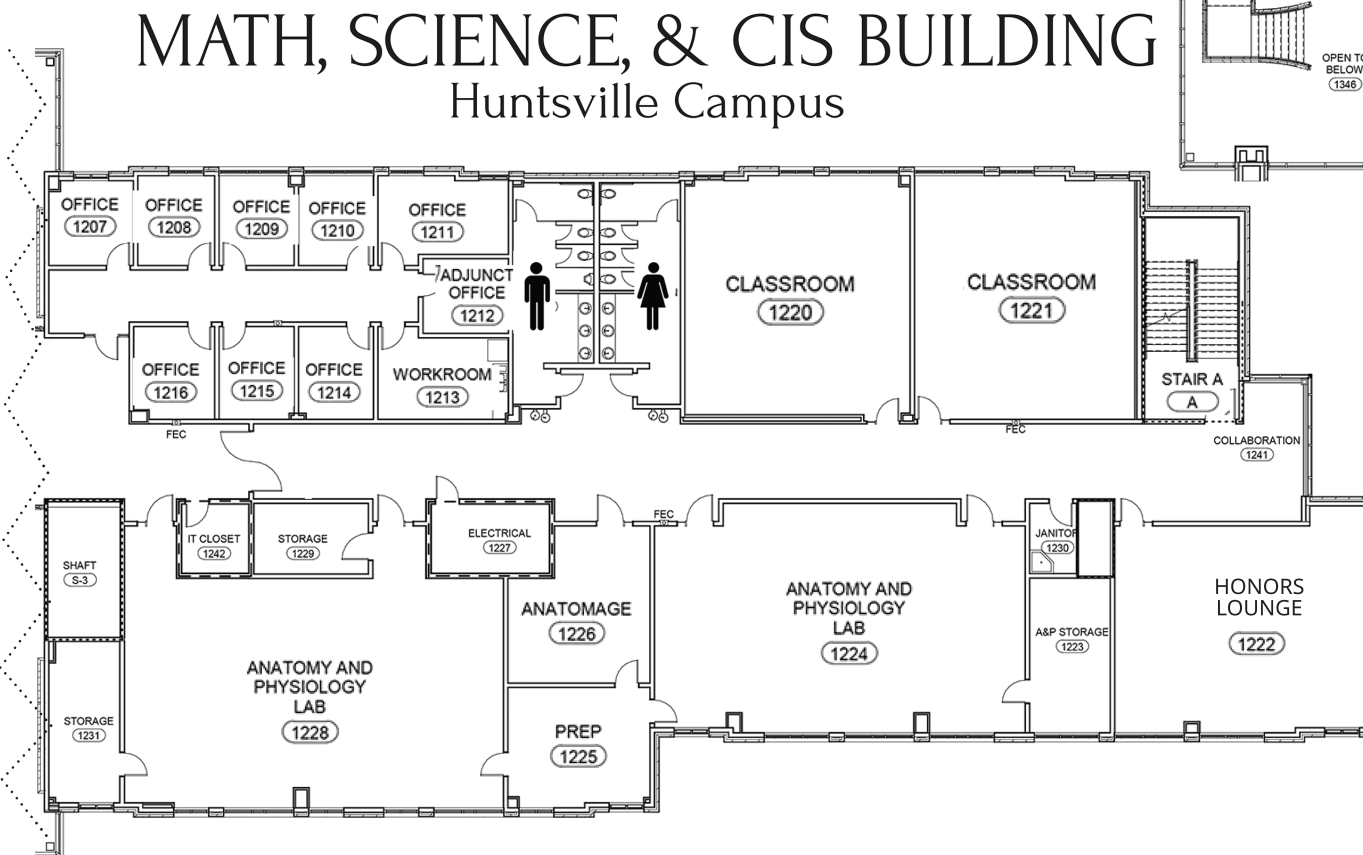 MATH, SCIENCE, & CIS BUILDING
Huntsville Campus
OPEN TO
BELOW
1346
OFFICE
1207
OFFICE
1208
OFFICE
1209
OFFICE
1210
OFFICE
1211
ADJUNCT
OFFICE
1212
CLASSROOM
1220
CLASSROOM
1221
OFFICE
1216
OFFICE
1215
OFFICE
1214
WORKROOM
1213
STAIR A
A
FEC
FEC
COLLABORATION
1241
FEC
SHAFT
S-3
IT CLOSET
1242
STORAGE
1229
ELECTRICAL
1227
JANITOR
1230
ANATOMAGE
1226
ANATOMY AND
PHYSIOLOGY
LAB
1224
HONORS
LOUNGE
1222
A&P STORAGE
1223
ANATOMY AND
PHYSIOLOGY
LAB
1228
STORAGE
1231
PREP
1225